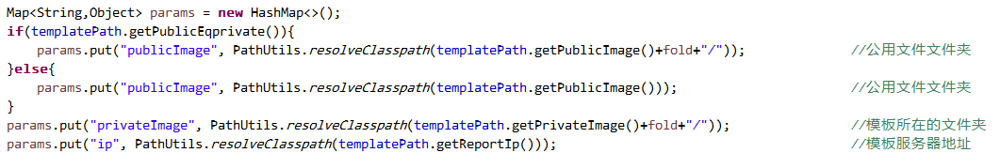 Map<String,Object> params = new HashMap<>();
if(templatePath.getPublicEqprivate()){
    params.put("publicImage", PathUtils.resolveClasspath(templatePath.getPublicImage()+fold+"/"));    //公用文件文件夹
}else{
    params.put("publicImage", PathUtils.resolveClasspath(templatePath.getPublicImage()));    //公用文件文件夹
}
params.put("privateImage", PathUtils.resolveClasspath(templatePath.getPrivateImage()+fold+"/"));    //模板所在的文件夹
params.put("ip", PathUtils.resolveClasspath(templatePath.getReportIp()));    //模板服务器地址